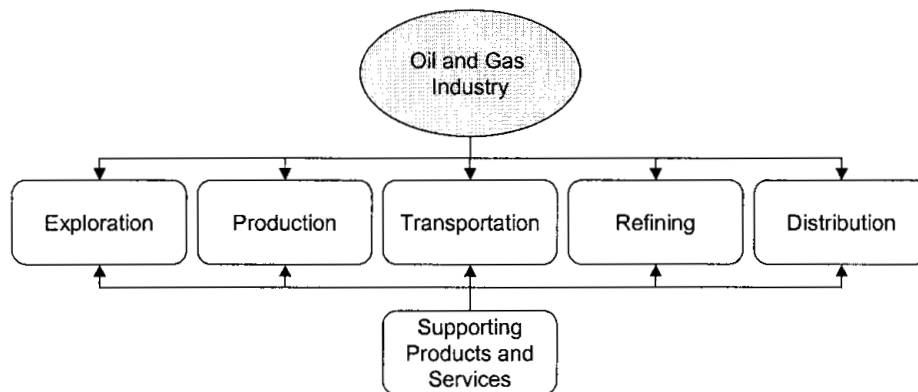 Oil and Gas
Industry
Exploration
Production
Transportation
Refining
Distribution
Supporting
Products and
Services